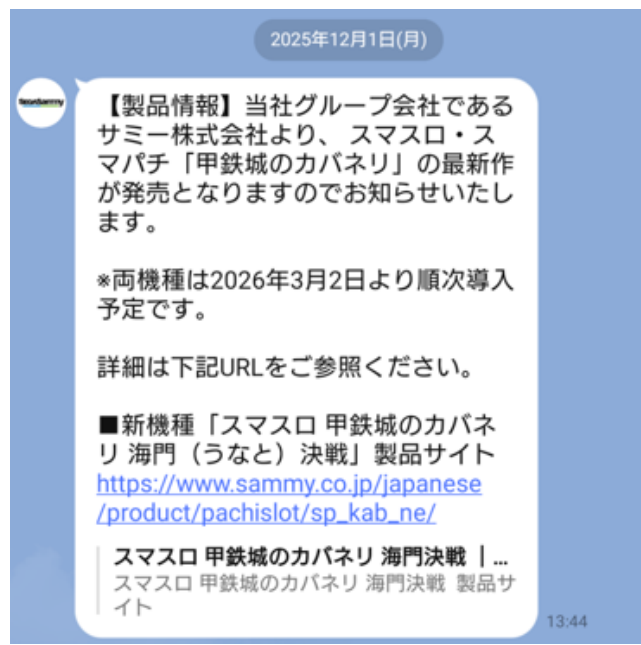 2025年12月1日(月)
SegaSammy
【製品情報】当社グループ会社である
サミー株式会社より、 スマスロ・ス
マパチ「甲鉄城のカバネリ」の最新作
が発売となりますのでお知らせいたし
ます。
※両機種は2026年3月2日より順次導入
予定です。
詳細は下記URLをご参照ください。
■新機種「スマスロ 甲鉄城のカバネ
リ 海門（うなと）決戦」製品サイト
https://www.sammy.co.jp/japanese
/product/pachislot/sp_kab_ne/
スマスロ 甲鉄城のカバネリ 海門決戦 ｜...
スマスロ 甲鉄城のカバネリ 海門決戦 製品サ
イト
13:44